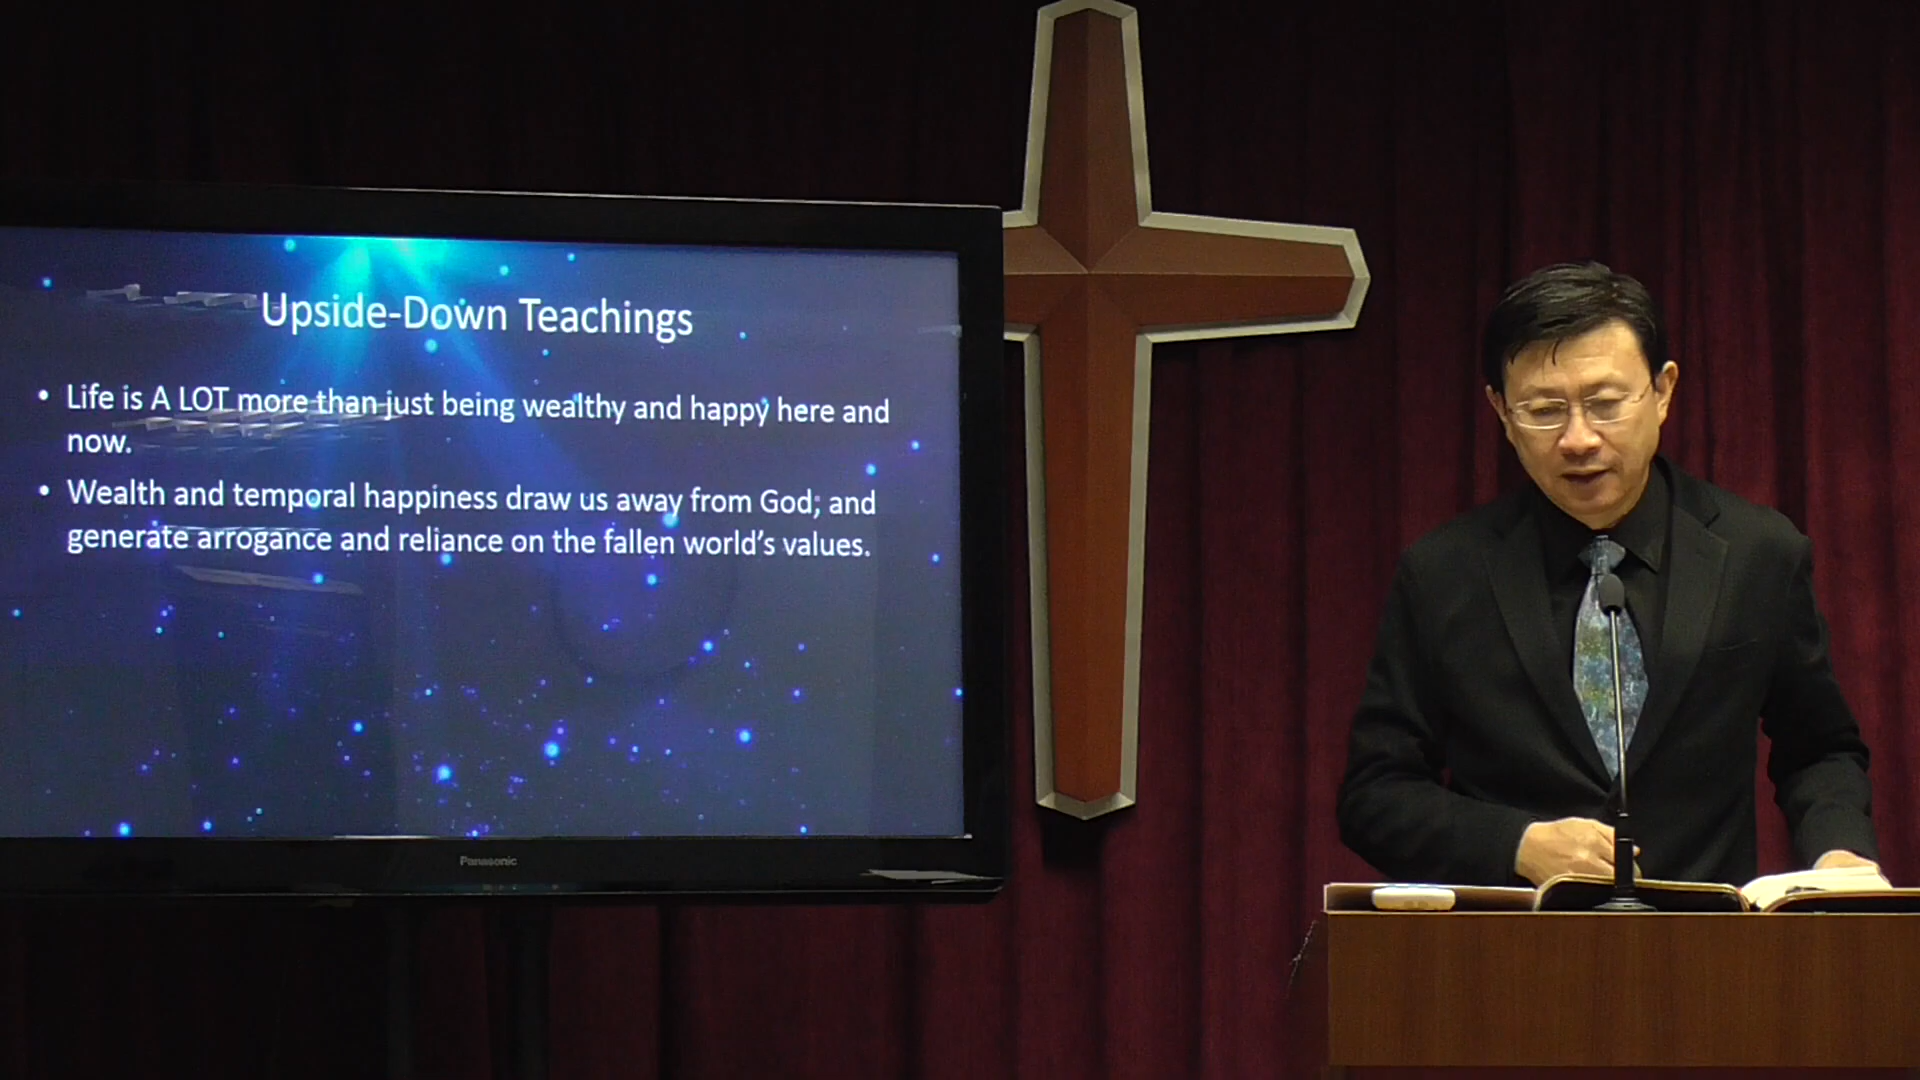 Upside-Down Teachings
• Life is A LOT more than just being wealthy and happy here and
now.
• Wealth and temporal happiness draw us away from God; and
generate arrogance and reliance on the fallen world's values.
Panasonic